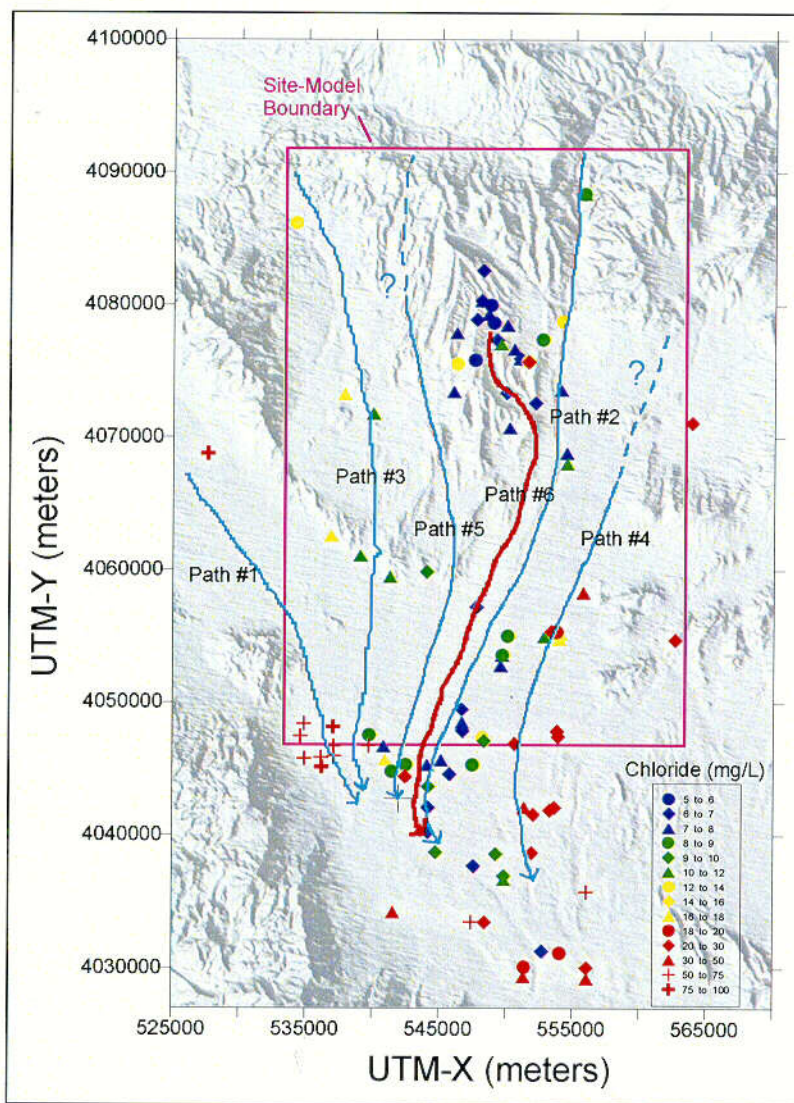 4100000
Site-Model
Boundary
4090000
?
4080000
?
Path #2
4070000
Path #3
Path #6
Path #5
Path #4
Path #1
4060000
UTM-Y (meters)
4050000
Chloride (mg/L)
5 to 6
6 to 7
7 to 8
8 to 9
9 to 10
10 to 12
12 to 14
14 to 16
16 to 18
18 to 20
20 to 30
30 to 50
50 to 75
75 to 100
4040000
4030000
525000 535000 545000 555000 565000
UTM-X (meters)